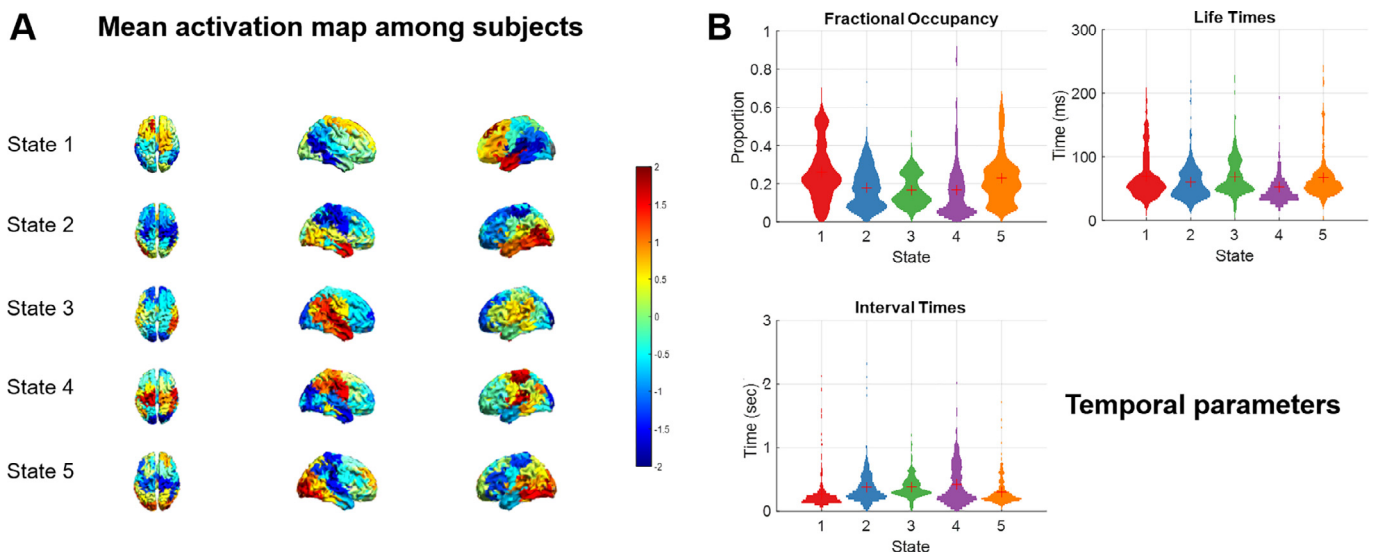 A
Mean activation map among subjects
State 1
State 2
State 3
State 4
State 5
2
1.5
1
0.5
0
-0.5
-1
-1.5
-2
B
Fractional Occupancy
Proportion
1
0.8
0.6
0.4
0.2
0
1 2 3 4 5
State
Life Times
Time (ms)
300
200
100
0
1 2 3 4 5
State
Interval Times
Time (sec)
3
2
1
0
1 2 3 4 5
State
Temporal parameters